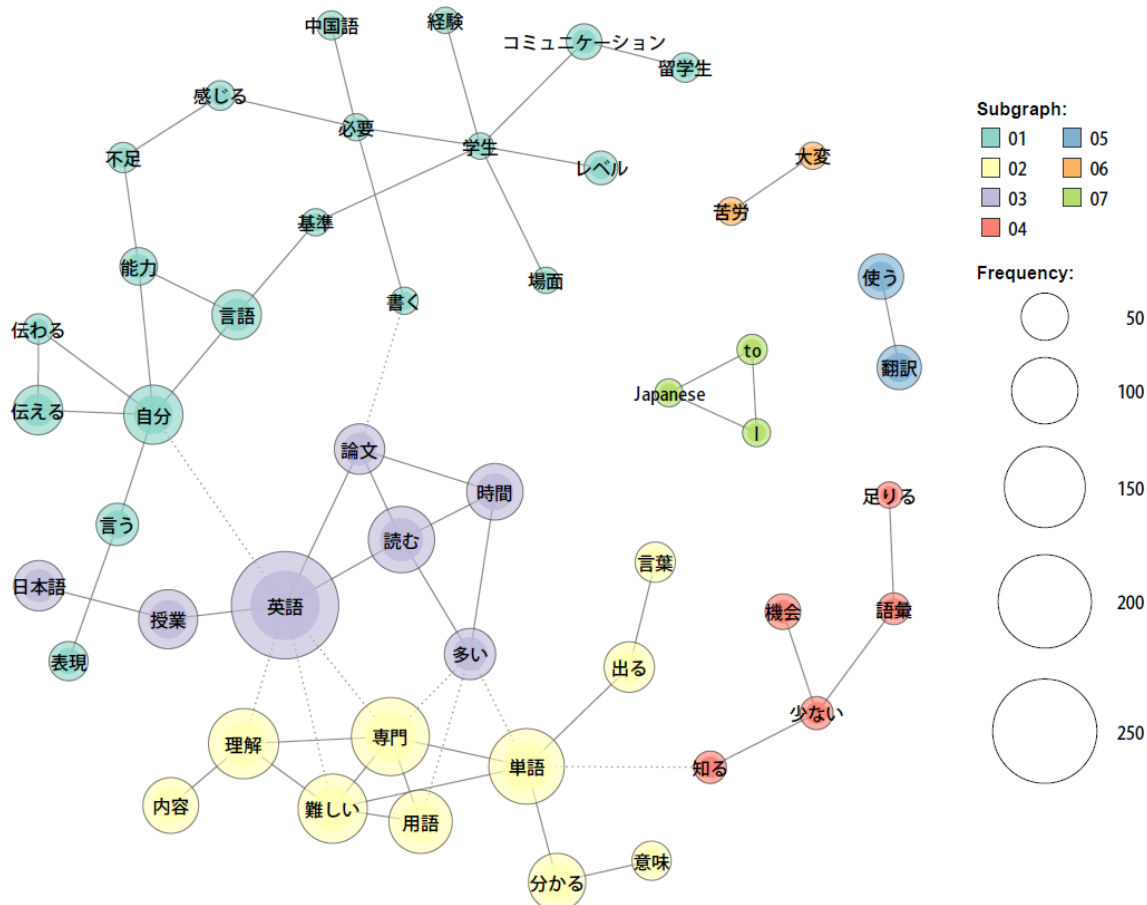 中国語
経験
コミュニケーション
留学生
感じる
必要
学生
不足
レベル
大変
苦労
基準
能力
場面
使う
書く
言語
伝わる
to
翻訳
Japanese
I
伝える
自分
論文
時間
足りる
言う
読む
言葉
日本語
授業
英語
機会
語彙
表現
多い
出る
少ない
理解
専門
単語
知る
内容
難しい
用語
分かる
意味
Subgraph:
01 05
02 06
03 07
04
Frequency:
50
100
150
200
250